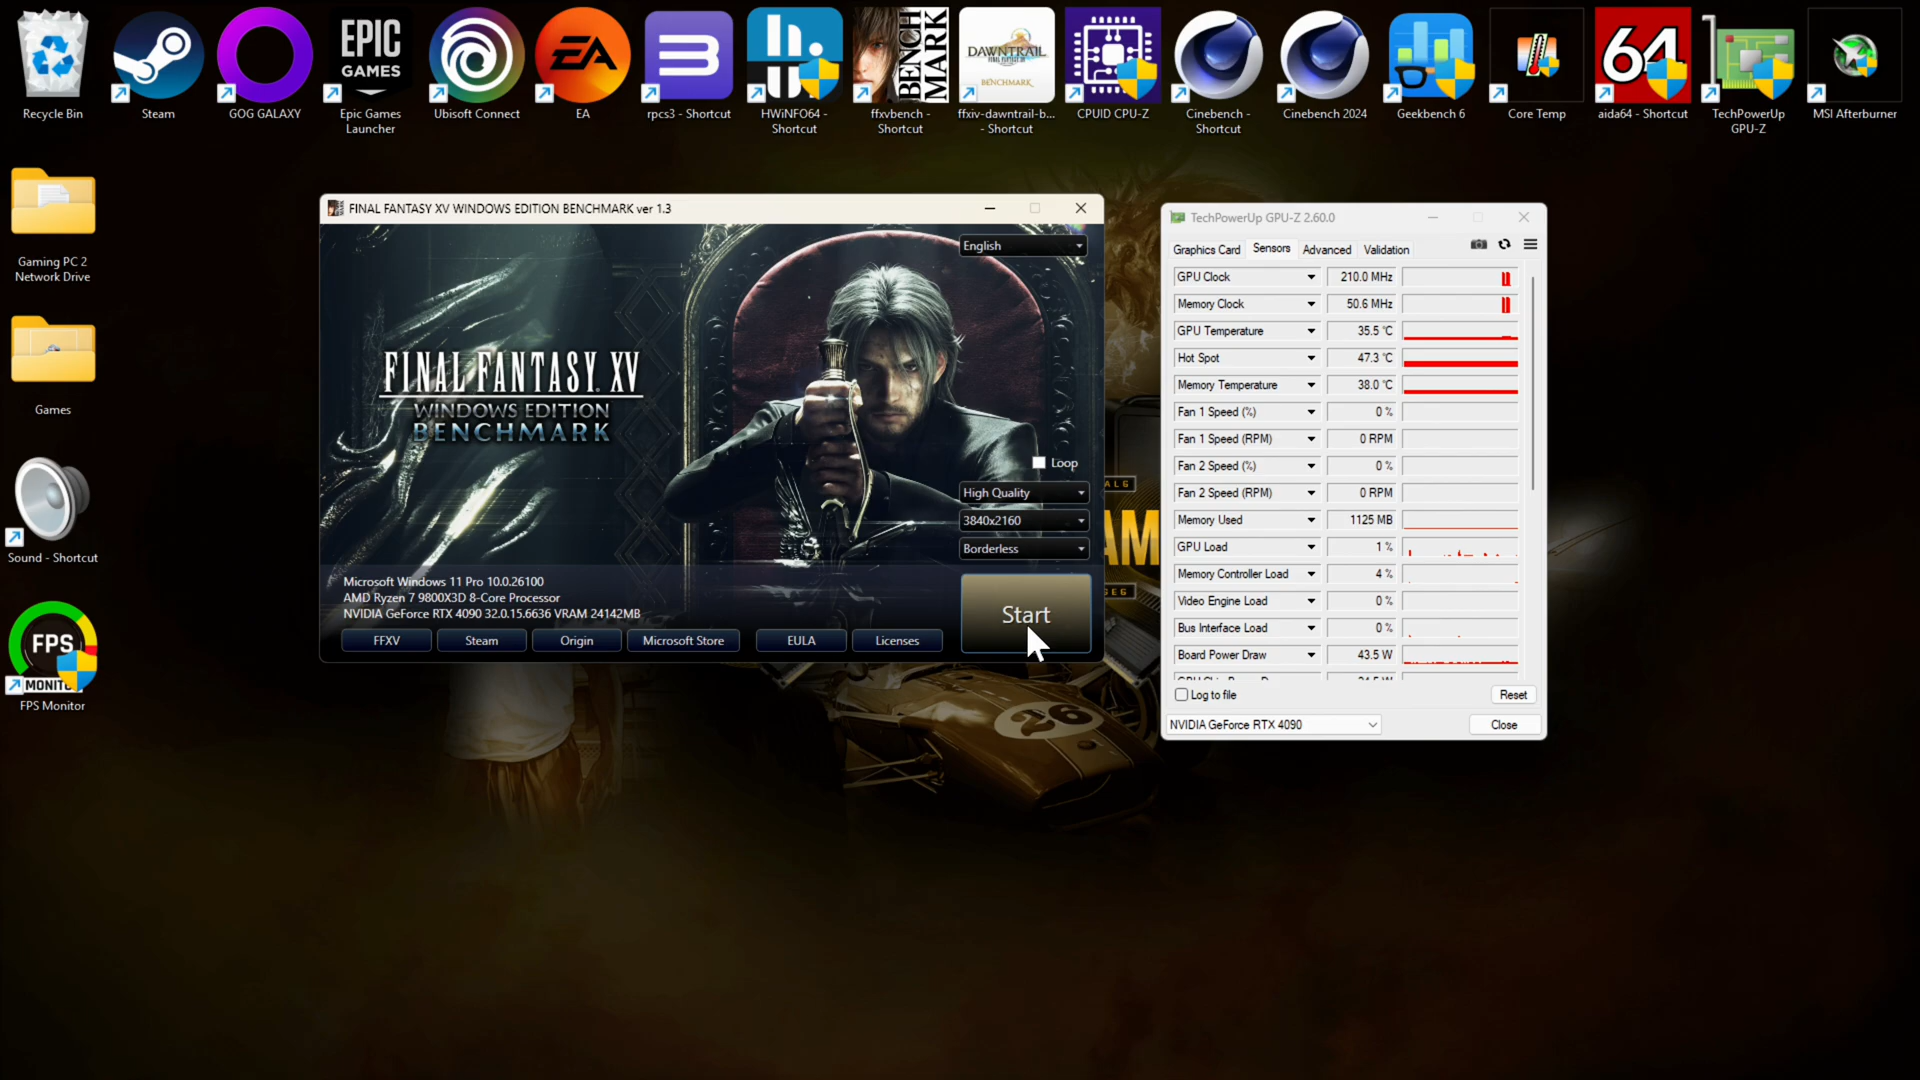 Recycle Bin
Steam
GOG GALAXY
EPIC
GAMES
Epic Games
Launcher
Ubisoft Connect
EA
EA
rpcs3 - Shortcut
HWiNFO64 -
Shortcut
BENCH
MARK
ffxvbench -
Shortcut
DAWNTRAIL
BENCHMARK
ffxiv-dawntrail-b...
- Shortcut
CPUID CPU-Z
Cinebench -
Shortcut
Cinebench 2024
Geekbench 6
Core Temp
64
aida64 - Shortcut
TechPowerUp
GPU-Z
MSI Afterburner
Gaming PC 2
Network Drive
Games
Sound - Shortcut
FPS
FPS Monitor
FINAL FANTASY XV WINDOWS EDITION BENCHMARK ver 1.3
English
FINAL FANTASY XV
WINDOWS EDITION
BENCHMARK
Loop
High Quality
3840x2160
Borderless
Microsoft Windows 11 Pro 10.0.26100
AMD Ryzen 7 9800X3D 8-Core Processor
NVIDIA GeForce RTX 4090 32.0.15.6636 VRAM 24142MB
Start
FFXV
Steam
Origin
Microsoft Store
EULA
Licenses
26
TechPowerUp GPU-Z 2.60.0
Graphics Card
Sensors
Advanced
Validation
GPU Clock 210.0 MHz
Memory Clock 50.6 MHz
GPU Temperature 35.5 °C
Hot Spot 47.3 °C
Memory Temperature 38.0 °C
Fan 1 Speed (%) 0 %
Fan 1 Speed (RPM) 0 RPM
Fan 2 Speed (%) 0 %
Fan 2 Speed (RPM) 0 RPM
Memory Used 1125 MB
GPU Load 1 %
Memory Controller Load 4 %
Video Engine Load 0 %
Bus Interface Load 0 %
Board Power Draw 43.5 W
Log to file
Reset
NVIDIA GeForce RTX 4090
Close